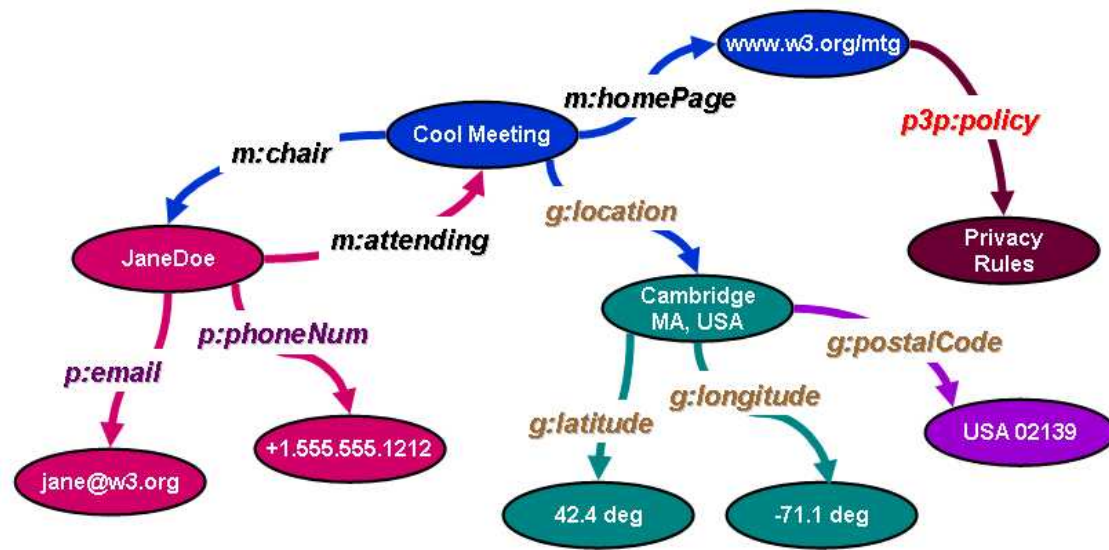 www.w3.org/mtg
m:homePage
Cool Meeting
p3p:policy
m:chair
g:location
m:attending
Privacy
Rules
JaneDoe
Cambridge
MA, USA
p:phoneNum
g:postalCode
p:email
g:longitude
g:latitude
USA 02139
+1.555.555.1212
jane@w3.org
42.4 deg
-71.1 deg